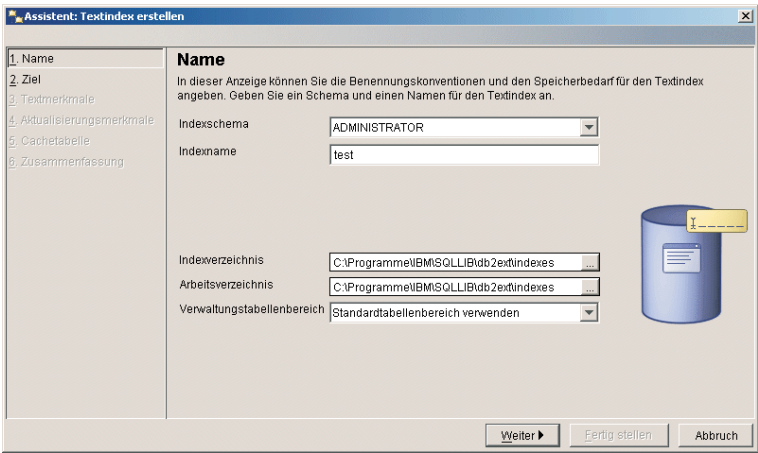 Assistent: Textindex erstellen
1. Name
2. Ziel
3. Textmerkmale
4. Aktualisierungsmerkmale
5. Cachetabelle
6. Zusammenfassung
Name
In dieser Anzeige können Sie die Benennungskonventionen und den Speicherbedarf für den Textindex
angeben. Geben Sie ein Schema und einen Namen für den Textindex an.
Indexschema
ADMINISTRATOR
Indexname
test
Indexverzeichnis
C:\Programme\IBM\SQLLIB\db2ext\indexes ...
Arbeitsverzeichnis
C:\Programme\IBM\SQLLIB\db2ext\indexes ...
Verwaltungstabellenbereich
Standardtabellenbereich verwenden
Weiter
Fertig stellen
Abbruch